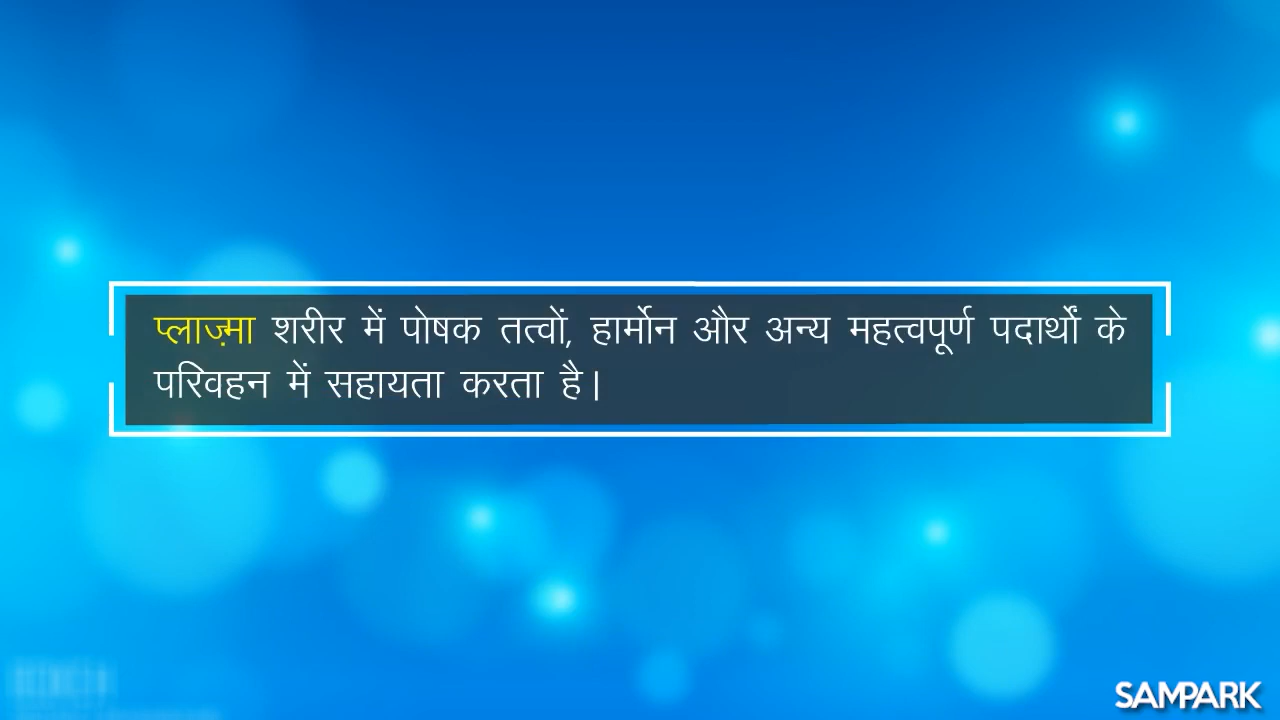 प्लाज़्मा शरीर में पोषक तत्वों, हार्मोन और अन्य महत्वपूर्ण पदार्थों के
परिवहन में सहायता करता है।
SAMPARK